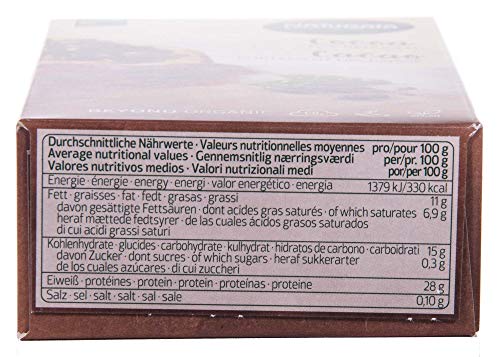 NATURATA
Cocoa
Cacao
BEYOND ORGANIC
Durchschnittliche Nährwerte • Valeurs nutritionnelles moyennes pro/pour 100 g
Average nutritional values • Gennemsnitlig næringsværdi per/pr. 100 g
Valores nutritivos medios • Valori nutrizionali medi por/per 100 g
Energie • énergie • energy • energi • valor energético • energia 1379 kJ/330 kcal
Fett • graisses • fat • fedt • grasas • grassi 11 g
davon gesättigte Fettsäuren • dont acides gras saturés • of which saturates 6,9 g
heraf mættede fedtsyrer • de las cuales ácidos grasos saturados
di cui acidi grassi saturi
Kohlenhydrate • glucides • carbohydrate • kulhydrat • hidratos de carbono • carboidrati 15 g
davon Zucker • dont sucres • of which sugars • heraf sukkerarter 0,3 g
de los cuales azúcares • di cui zuccheri
Eiweiß • protéines • protein • protein • proteínas • proteine 28 g
Salz • sel • salt • salt • sal • sale 0,10 g